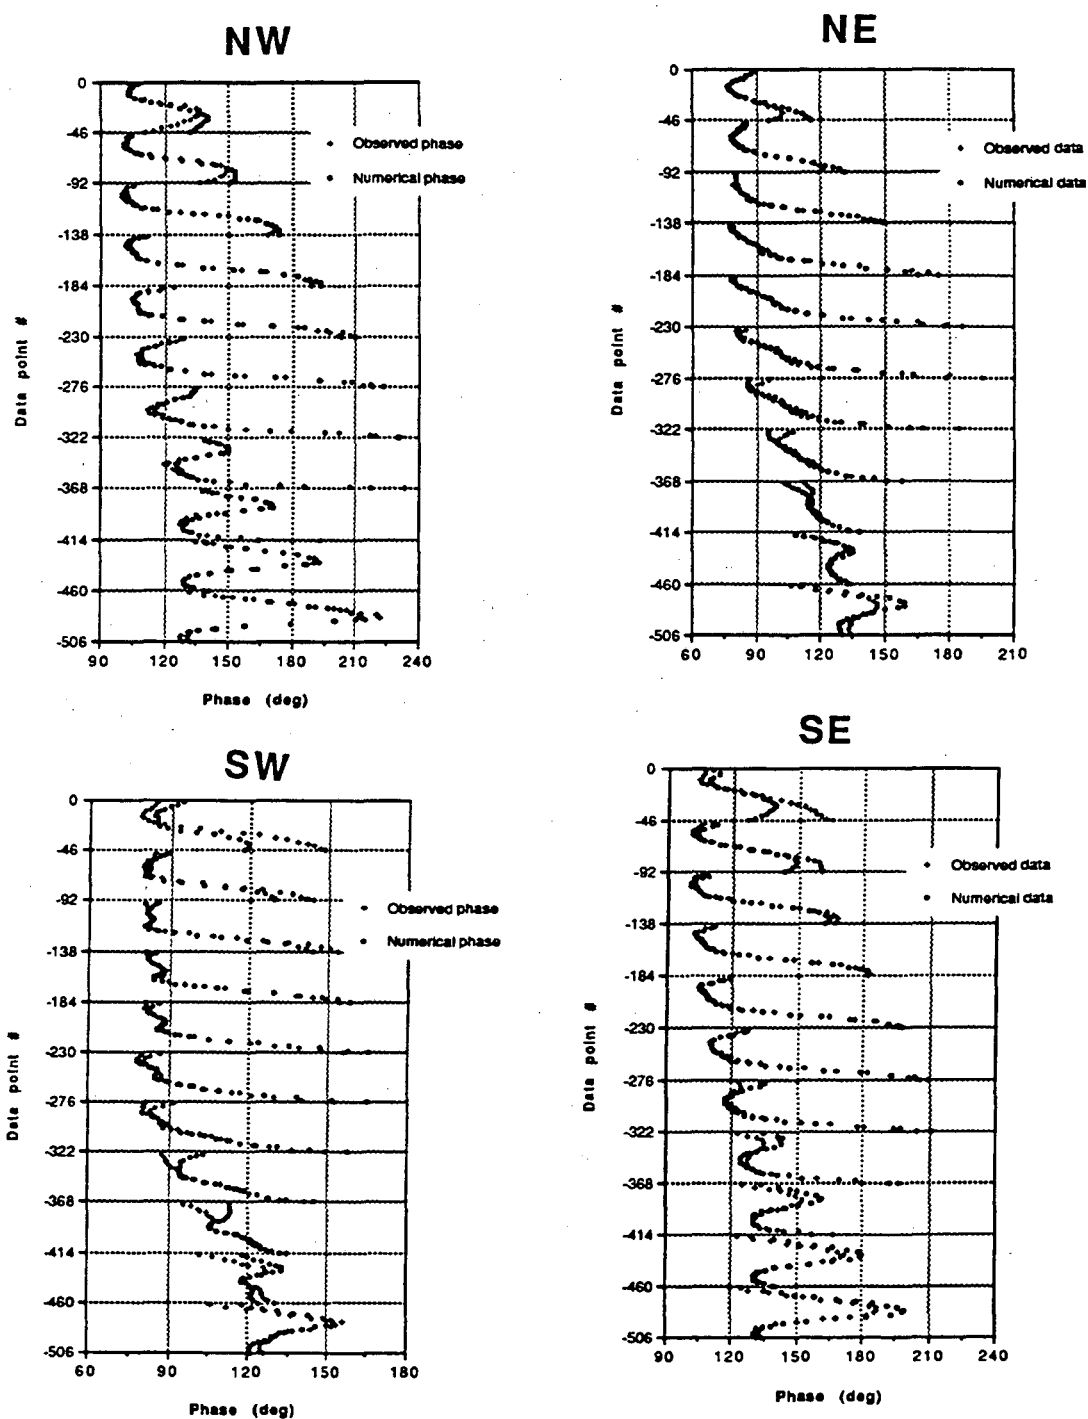 NW
0
-46
-92
-138
-184
-230
-276
-322
-368
-414
-460
-506
Data point #
90 120 150 180 210 240
Phase (deg)
Observed phase
Numerical phase
NE
0
-46
-92
-138
-184
-230
-276
-322
-368
-414
-460
-506
Data point #
60 90 120 150 180 210
Phase (deg)
Observed data
Numerical data
SW
0
-46
-92
-138
-184
-230
-276
-322
-368
-414
-460
-506
Data point #
60 90 120 150 180
Phase (deg)
Observed phase
Numerical phase
SE
0
-46
-92
-138
-184
-230
-276
-322
-368
-414
-460
-506
Data point #
90 120 150 180 210 240
Phase (deg)
Observed data
Numerical data